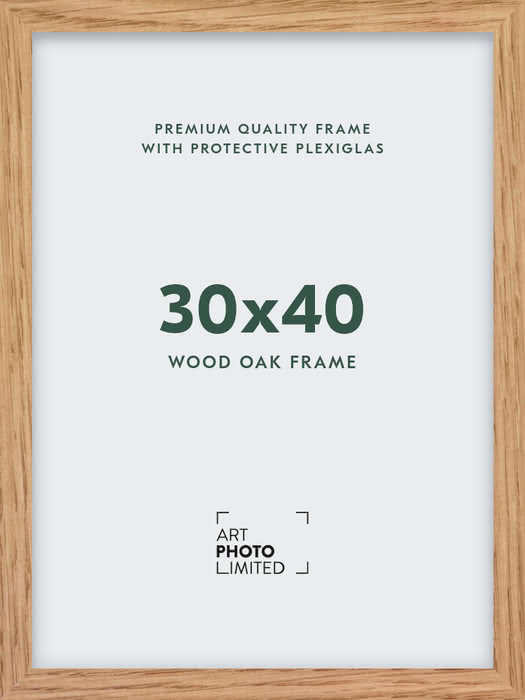 PREMIUM QUALITY FRAME
WITH PROTECTIVE PLEXIGLAS
30x40
WOOD OAK FRAME
ART
PHOTO
LIMITED